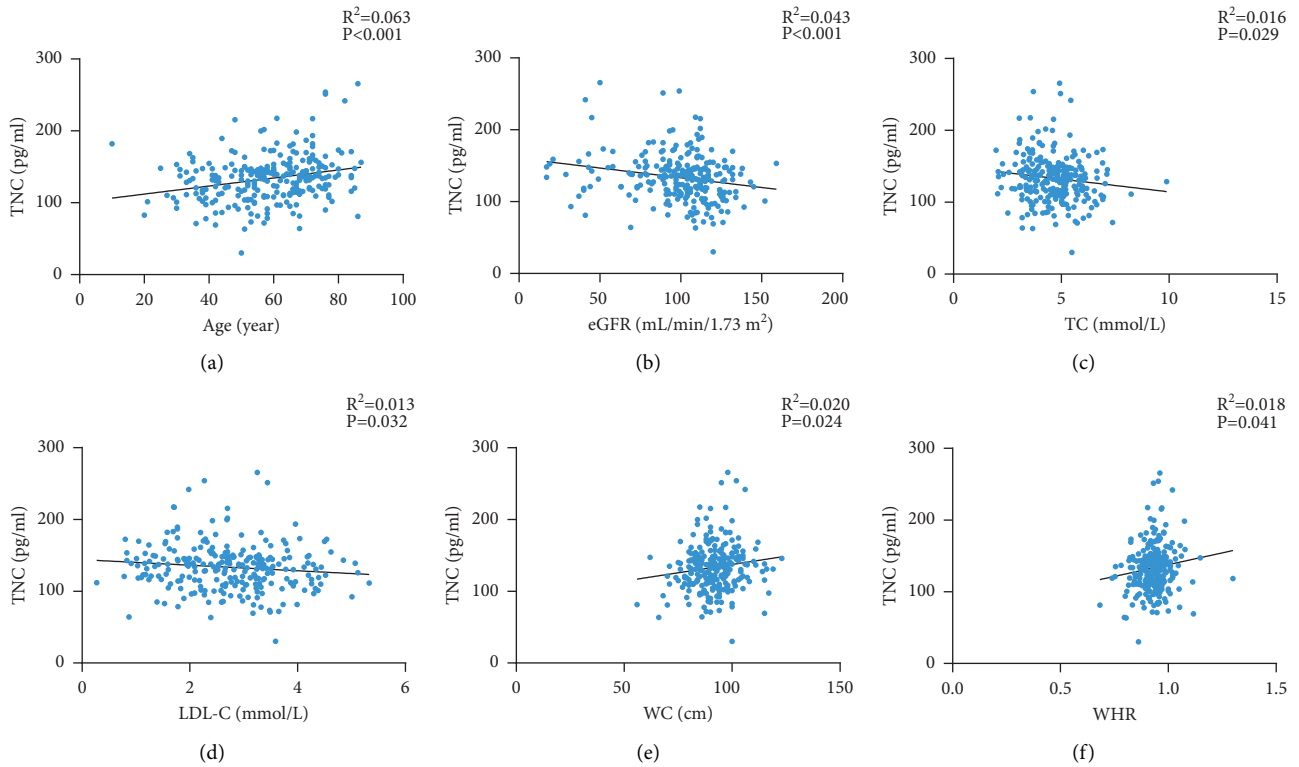 R²=0.063
P<0.001
300
200
100
0
TNC (pg/ml)
0 20 40 60 80 100
Age (year)
(a)
R²=0.043
P<0.001
300
200
100
0
TNC (pg/ml)
0 50 100 150 200
eGFR (mL/min/1.73 m²)
(b)
R²=0.016
P=0.029
300
200
100
0
TNC (pg/ml)
0 5 10 15
TC (mmol/L)
(c)
R²=0.013
P=0.032
300
200
100
0
TNC (pg/ml)
0 2 4 6
LDL-C (mmol/L)
(d)
R²=0.020
P=0.024
300
200
100
0
TNC (pg/ml)
0 50 100 150
WC (cm)
(e)
R²=0.018
P=0.041
300
200
100
0
TNC (pg/ml)
0.0 0.5 1.0 1.5
WHR
(f)